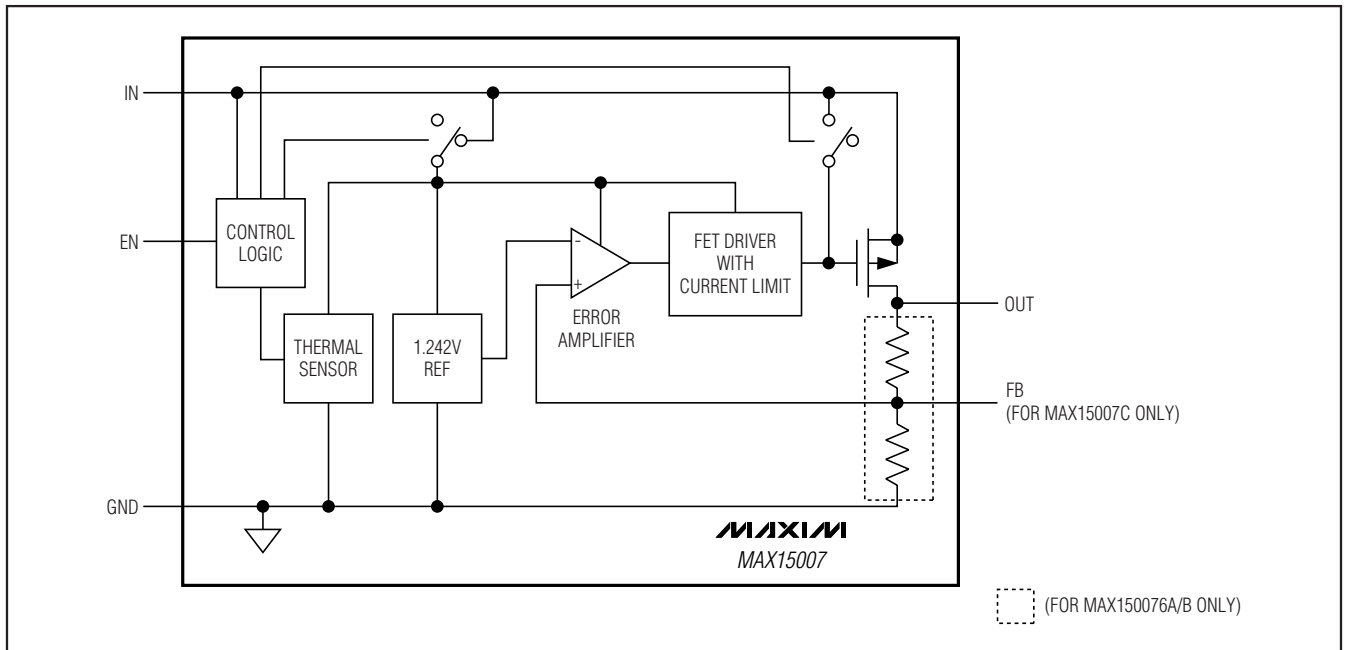 IN
EN
CONTROL
LOGIC
-
+
FET DRIVER
WITH
CURRENT LIMIT
ERROR
AMPLIFIER
THERMAL
SENSOR
1.242V
REF
OUT
FB
(FOR MAX15007C ONLY)
GND
MAXIM
MAX15007
(FOR MAX150076A/B ONLY)